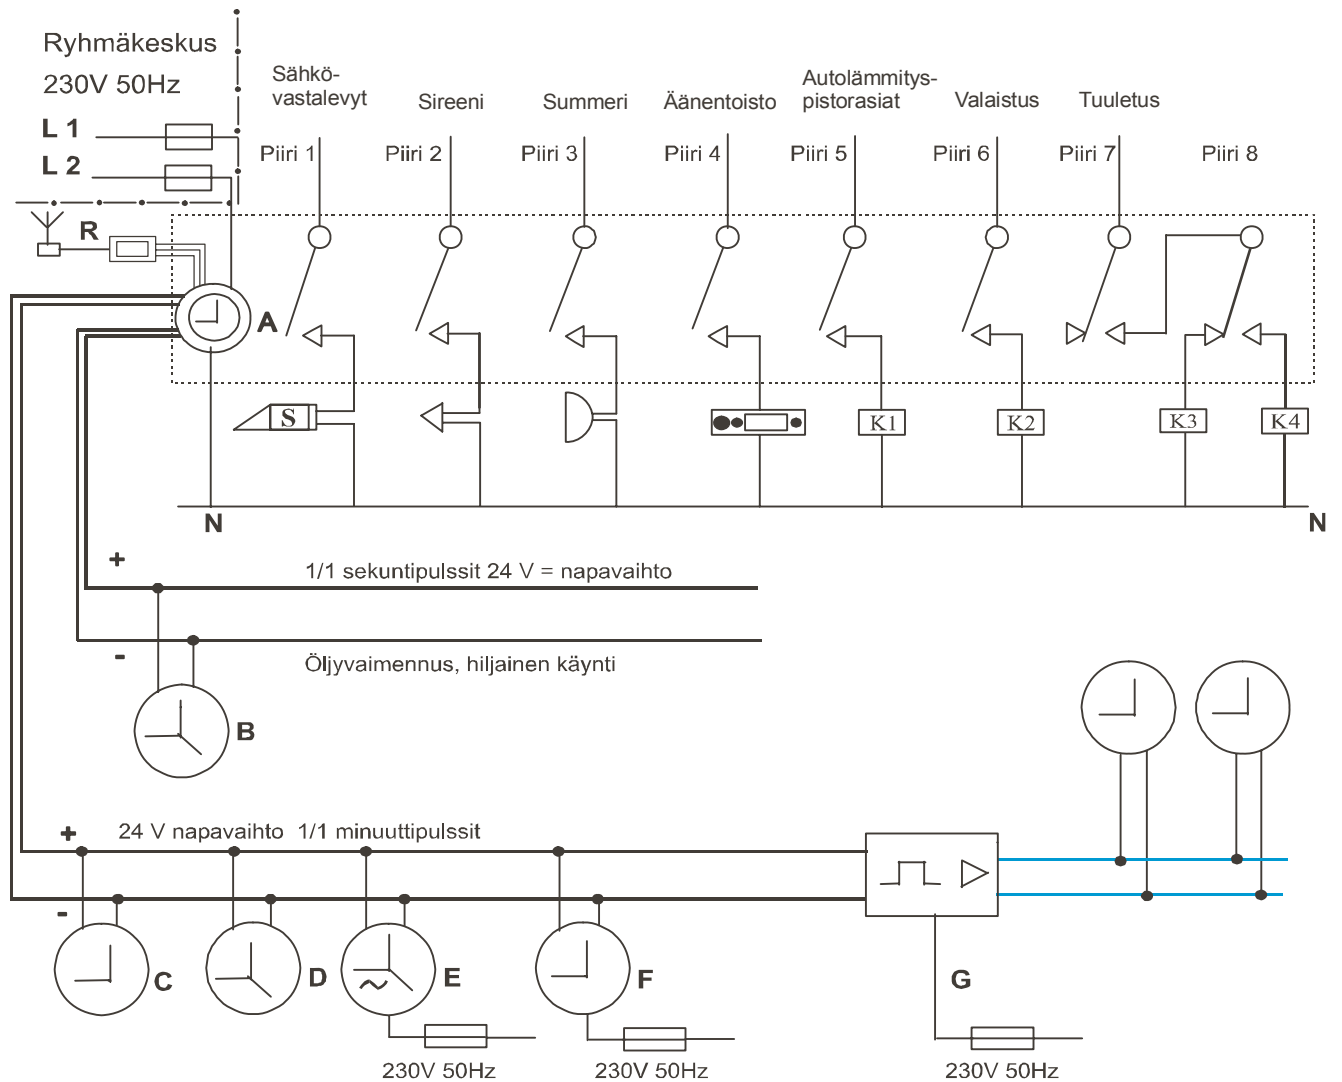 Ryhmäkeskus
230V 50Hz
L 1
L 2
Sähkö-
vastalevyt
Sireeni
Summeri
Äänentoisto
Autolämmitys-
pistorasiat
Valaistus
Tuuletus
Piiri 1
Piiri 2
Piiri 3
Piiri 4
Piiri 5
Piiri 6
Piiri 7
Piiri 8
R
A
S
K1
K2
K3
K4
N
N
+
1/1 sekuntipulssit 24 V = napavaihto
-
Öljyvaimennus, hiljainen käynti
B
+
24 V napavaihto 1/1 minuuttipulssit
-
C
D
E
F
G
230V 50Hz
230V 50Hz
230V 50Hz